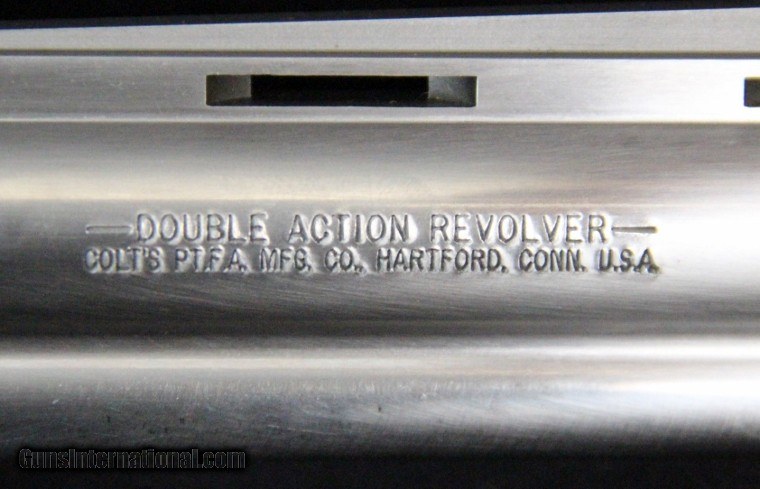 —DOUBLE ACTION REVOLVER—
COLT'S PT.F.A. MFG. CO., HARTFORD, CONN. U.S.A.
GunsInternational.com